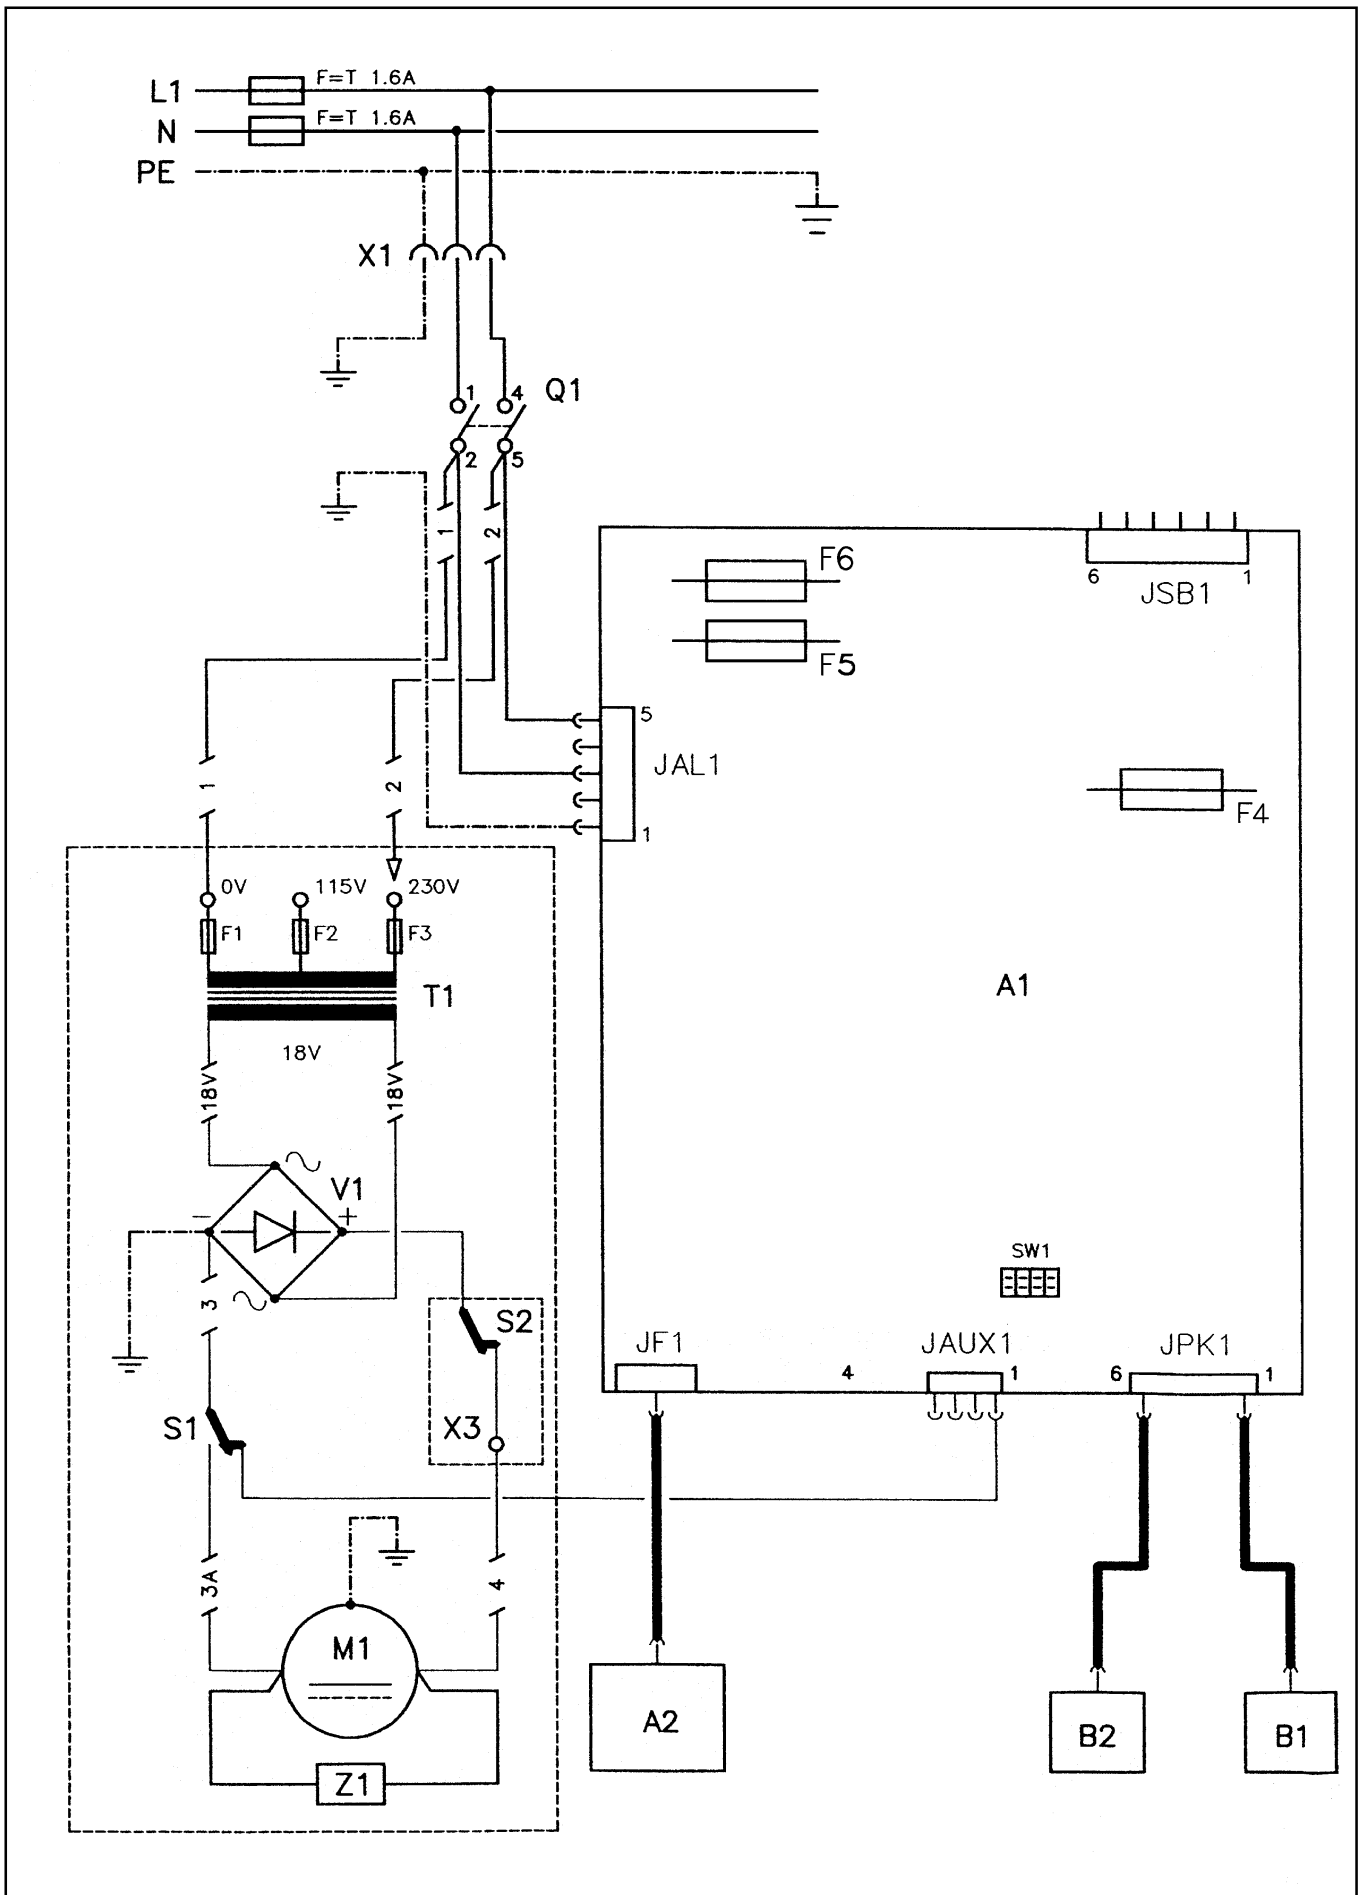 L1
F=T 1.6A
N
F=T 1.6A
PE
X1
1
4
Q1
2
5
1
2
F6
6
1
JSB1
F5
5
JAL1
1
F4
1
2
0V
115V
230V
F1
F2
F3
T1
A1
18V
18V
18V
V1
−
+
3
SW1
S2
JF1
JAUX1
JPK1
4
1
6
1
S1
X3
3A
4
M1
A2
B2
B1
Z1